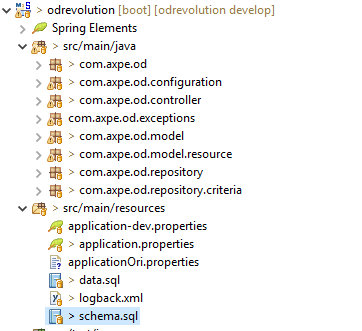 > odrevolution [boot] [odrevolution develop]
Spring Elements
> src/main/java
> com.axpe.od
> com.axpe.od.configuration
> com.axpe.od.controller
com.axpe.od.exceptions
> com.axpe.od.model
> com.axpe.od.model.resource
> com.axpe.od.repository
> com.axpe.od.repository.criteria
> src/main/resources
application-dev.properties
> application.properties
applicationOri.properties
> data.sql
> logback.xml
> schema.sql